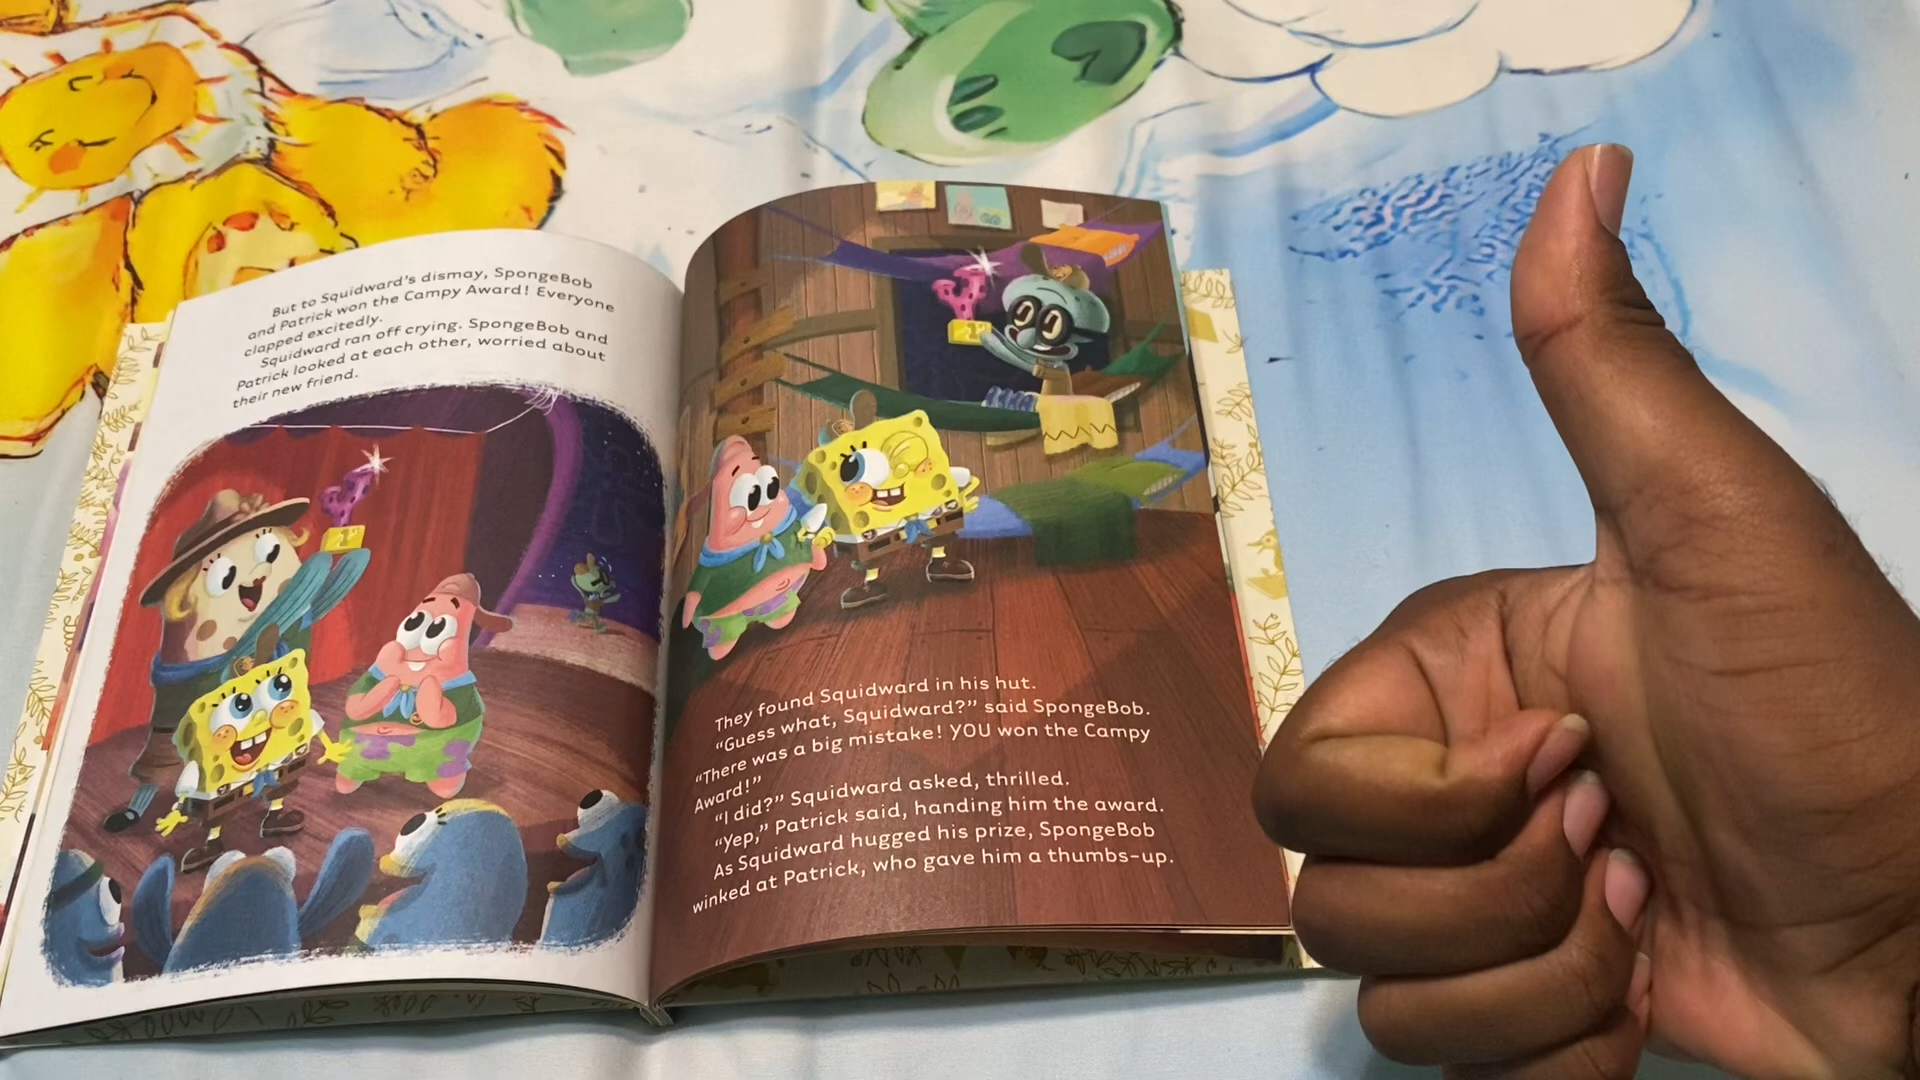 But to Squidward's dismay, SpongeBob
and Patrick won the Campy Award! Everyone
clapped excitedly.
Squidward ran off crying. SpongeBob and
Patrick looked at each other, worried about
their new friend.
They found Squidward in his hut.
“Guess what, Squidward?” said SpongeBob.
“There was a big mistake! YOU won the Campy
Award!”
“I did?” Squidward asked, thrilled.
“Yep,” Patrick said, handing him the award.
As Squidward hugged his prize, SpongeBob
winked at Patrick, who gave him a thumbs-up.